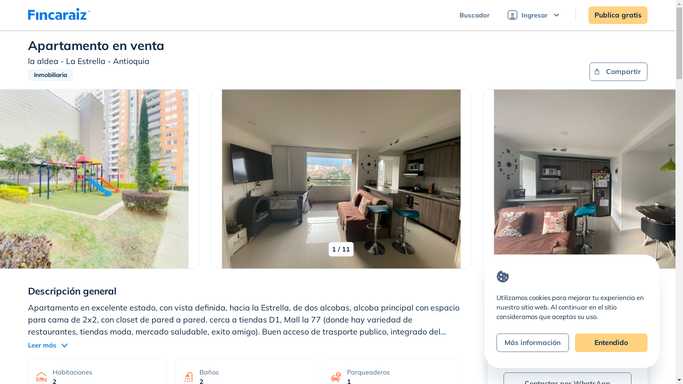 Fincaraiz
Buscador
Ingresar
Publica gratis
Apartamento en venta
la aldea - La Estrella - Antioquia
Inmobiliaria
Compartir
1 / 11
Descripción general
Apartamento en excelente estado, con vista definida, hacia la Estrella, de dos alcobas, alcoba principal con espacio
para cama de 2x2, con closet de pared a pared. cerca a tiendas D1, Mall la 77 (donde hay variedad de
restaurantes, tiendas moda, mercado saludable, exito amigo). Buen acceso de trasporte publico, integrado del...
Leer más
Habitaciones
2
Baños
2
Parqueaderos
1
Utilizamos cookies para mejorar tu experiencia en
nuestro sitio web. Al continuar en el sitio
consideramos que aceptas su uso.
Más información
Entendido
Contactar por WhatsApp